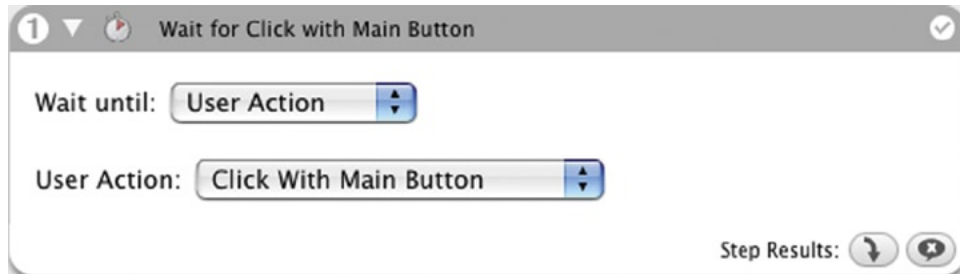 1 Wait for Click with Main Button
Wait until: User Action
User Action: Click With Main Button
Step Results: